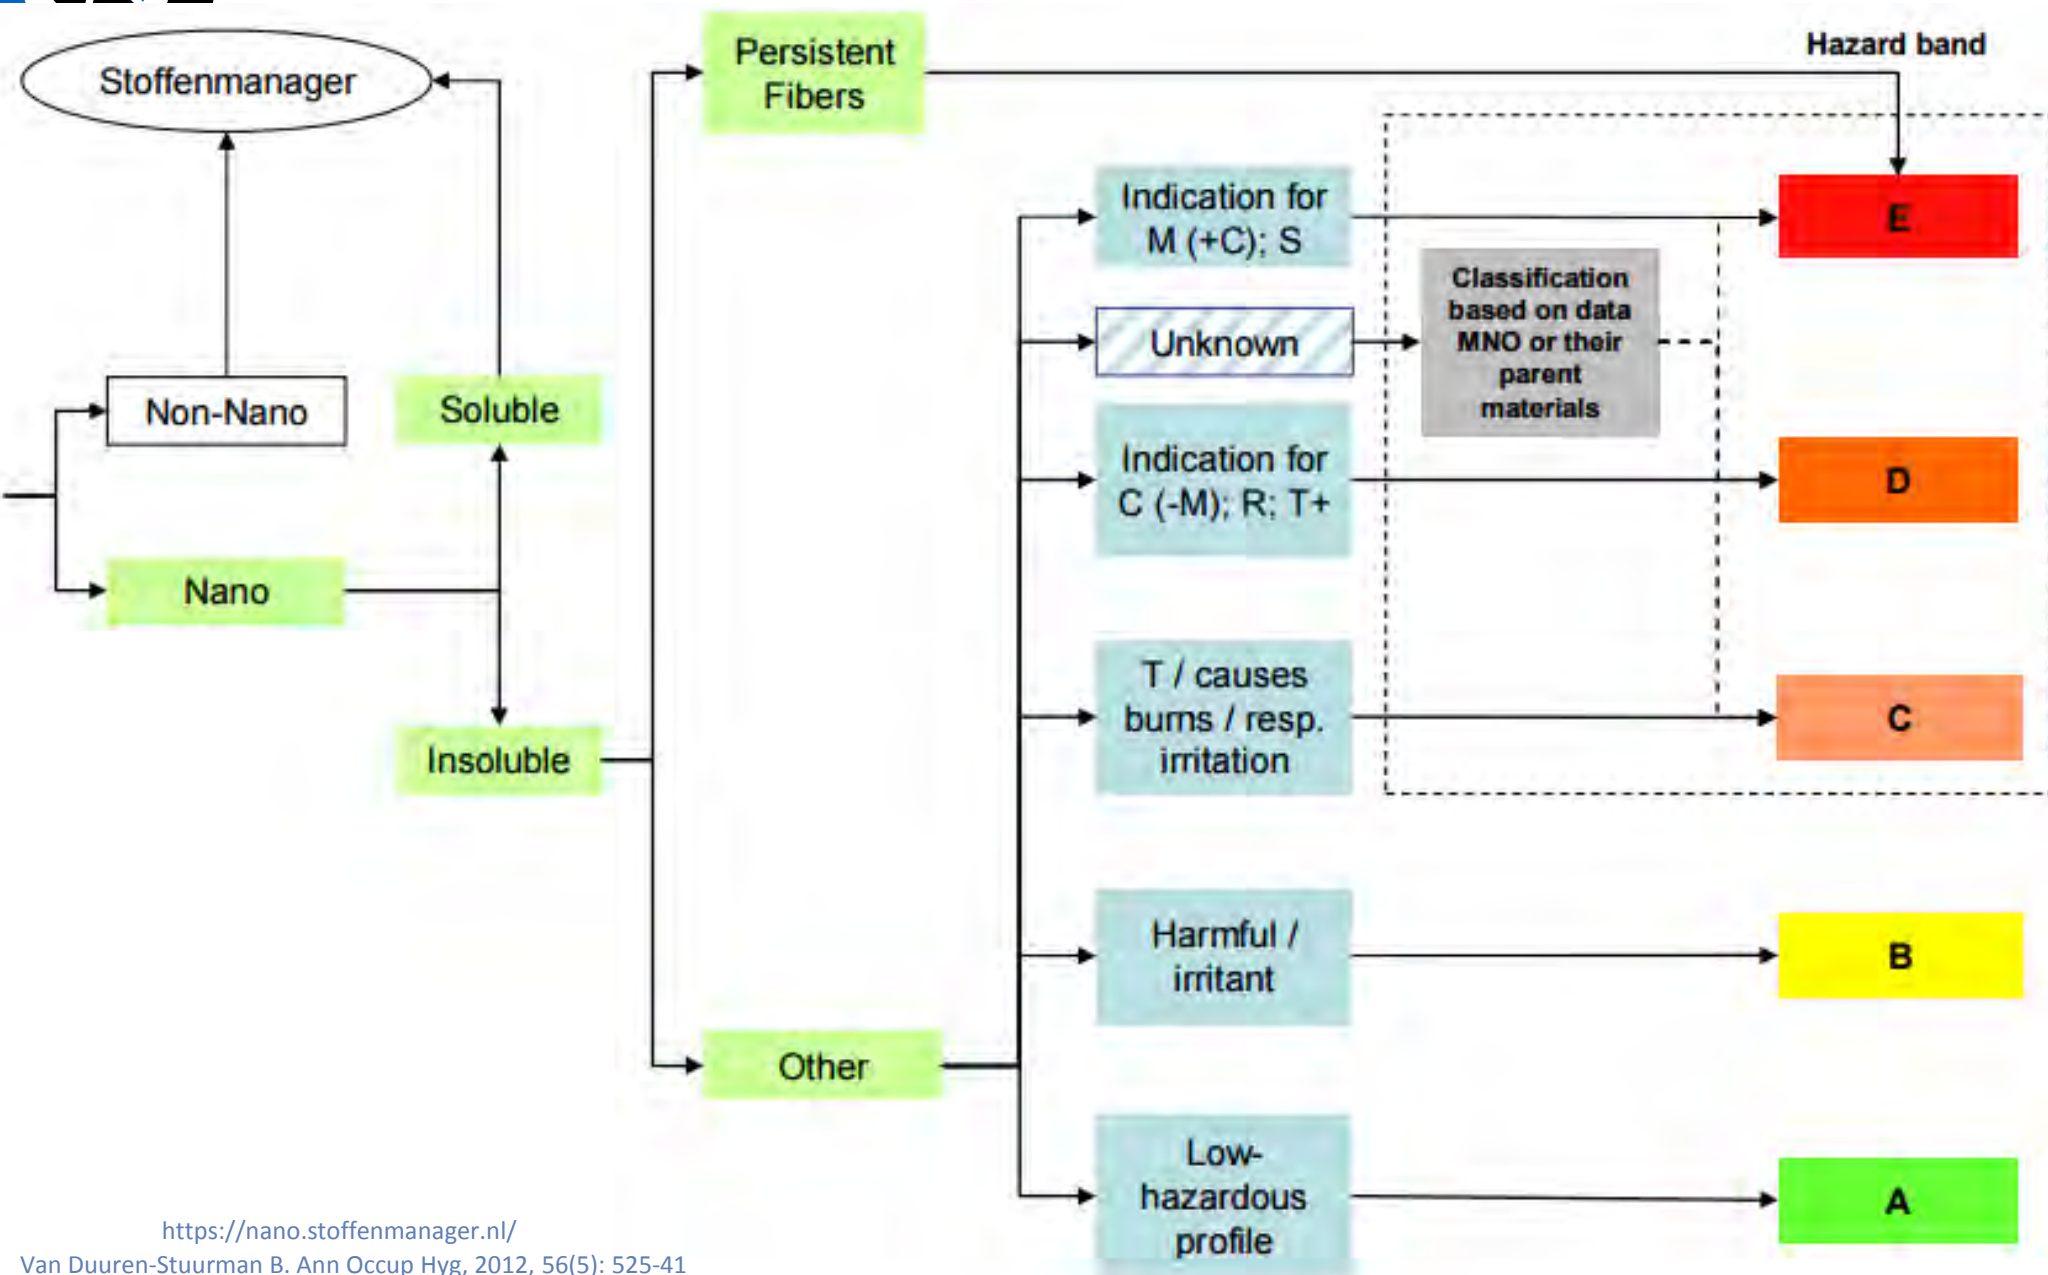 Hazard band
Persistent
Fibers
Stoffenmanager
Indication for
M (+C); S
E
Classification
based on data
MNO or their
parent
materials
Unknown
Non-Nano
Soluble
Indication for
C (-M); R; T+
D
Nano
T / causes
burns / resp.
irritation
C
Insoluble
Harmful /
irritant
B
Other
Low-
hazardous
profile
A
https://nano.stoffenmanager.nl/
Van Duuren-Stuurman B. Ann Occup Hyg, 2012, 56(5): 525-41